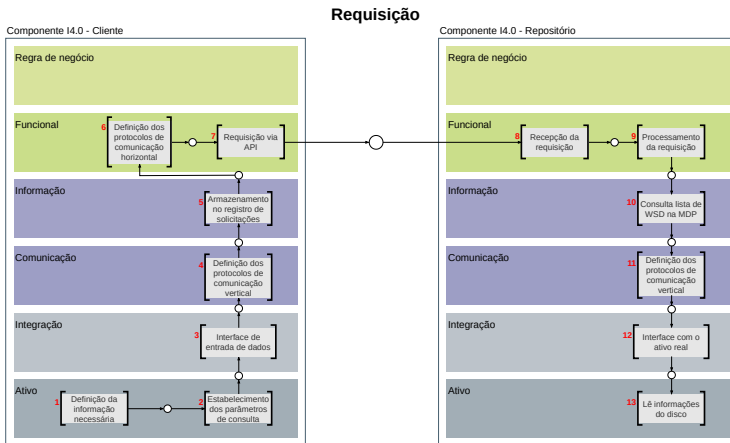 Requisição
Componente I4.0 - Cliente
Regra de negócio
Funcional
6
Definição dos
protocolos de
comunicação
horizontal
7
Requisição via
API
Informação
5
Armazenamento
no registro de
solicitações
Comunicação
4
Definição dos
protocolos de
comunicação
vertical
Integração
3
Interface de
entrada de dados
Ativo
1
Definição da
informação
necessária
2
Estabelecimento
dos parâmetros
de consulta
Componente I4.0 - Repositório
Regra de negócio
Funcional
8
Recepção da
requisição
9
Processamento
da requisição
Informação
10
Consulta lista de
WSD na MDP
Comunicação
11
Definição dos
protocolos de
comunicação
vertical
Integração
12
Interface com o
ativo real
Ativo
13
Lê informações
do disco